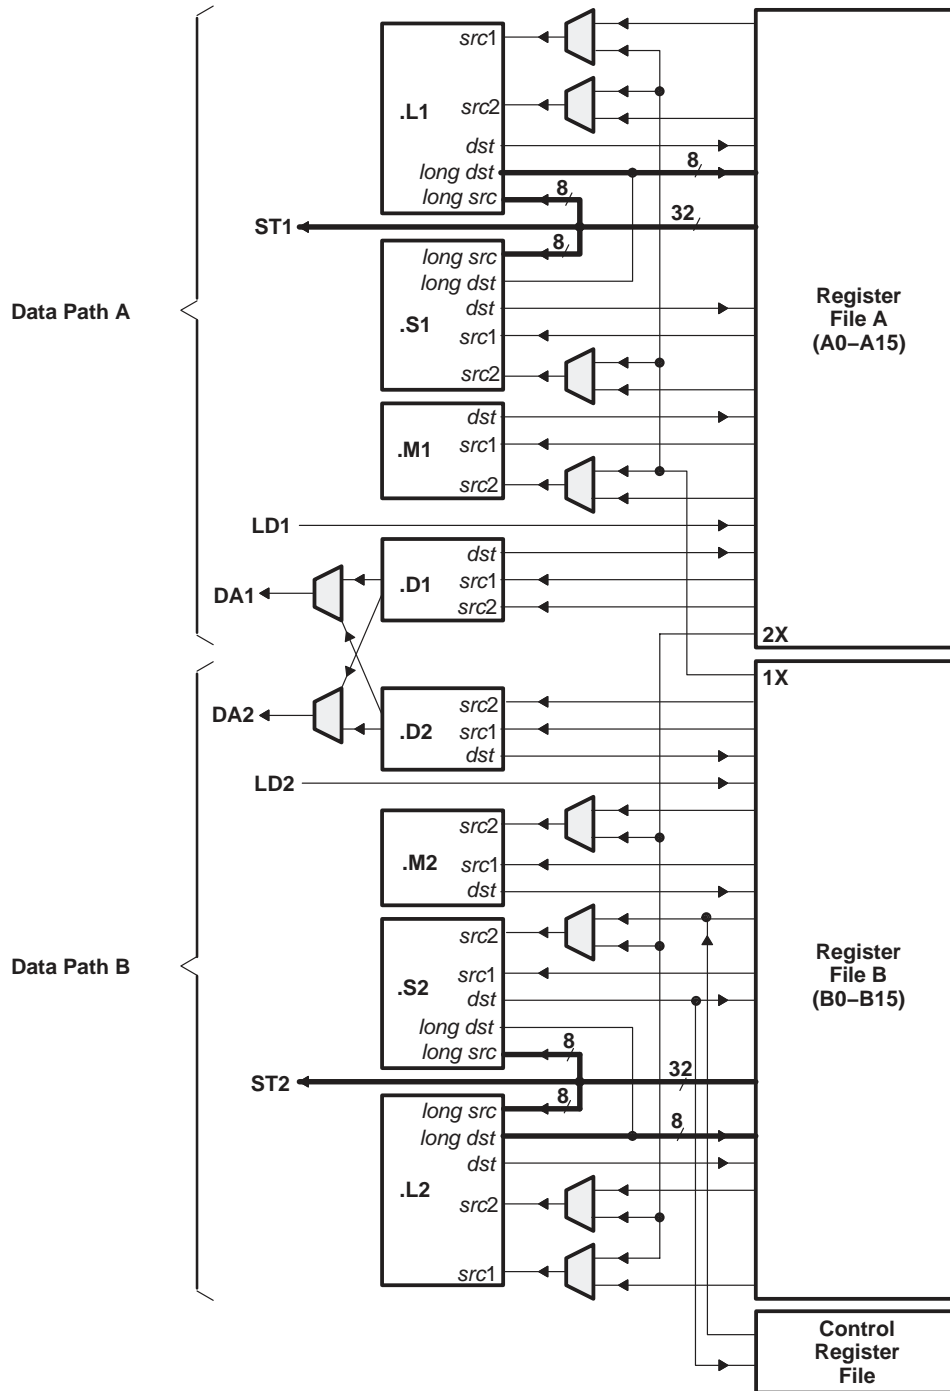 src1
.L1
src2
dst
8
long dst
8
long src
32
ST1
8
long src
long dst
Data Path A
dst
.S1
src1
src2
Register
File A
(A0–A15)
dst
.M1
src1
src2
LD1
dst
.D1
src1
DA1
src2
2X
1X
src2
DA2
.D2
src1
dst
LD2
src2
.M2
src1
dst
src2
Data Path B
.S2
src1
dst
Register
File B
(B0–B15)
long dst
8
long src
32
ST2
8
long src
8
long dst
dst
.L2
src2
src1
Control
Register
File